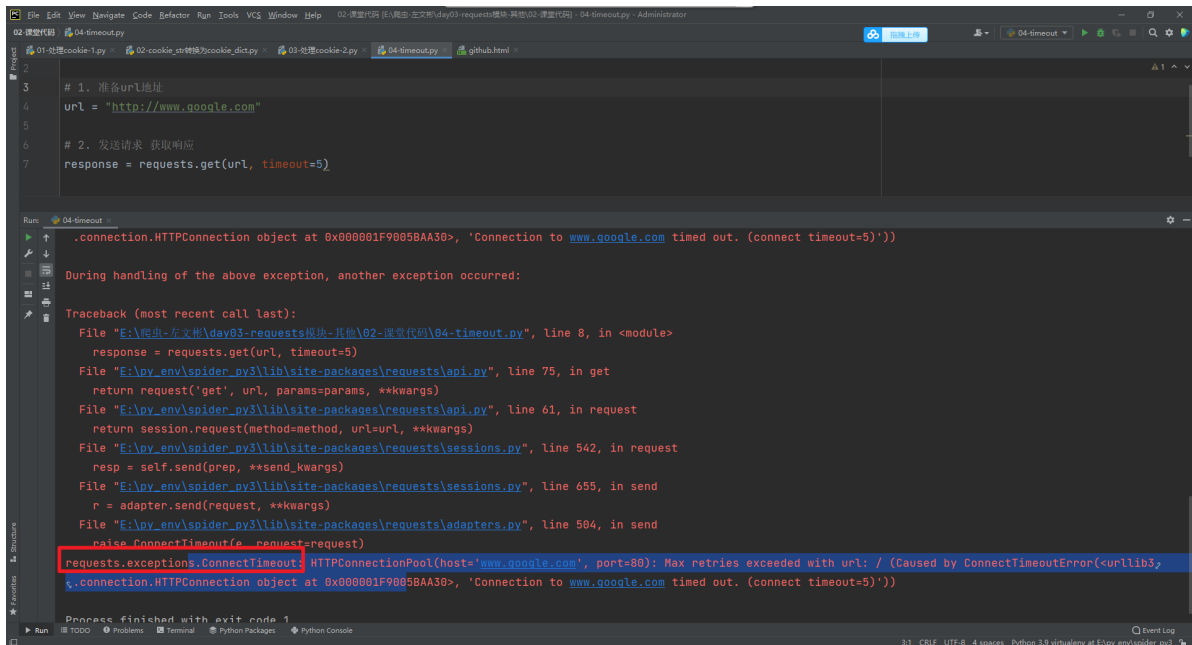 File Edit View Navigate Code Refactor Run Tools VCS Window Help 02-课堂代码 [E:\爬虫-左文彬\day03-requests模块-其他\02-课堂代码] - 04-timeout.py - Administrator
02-课堂代码 04-timeout.py
拖拽上传
04-timeout
01-处理cookie-1.py 02-cookie_str转换为cookie_dict.py 03-处理cookie-2.py 04-timeout.py github.html
Project
1
2
3 # 1. 准备url地址
4 url = "http://www.google.com"
5
6 # 2. 发送请求 获取响应
7 response = requests.get(url, timeout=5)
Run: 04-timeout
.connection.HTTPConnection object at 0x000001F9005BAA30>, 'Connection to www.google.com timed out. (connect timeout=5)'))
During handling of the above exception, another exception occurred:
Traceback (most recent call last):
File "E:\爬虫-左文彬\day03-requests模块-其他\02-课堂代码\04-timeout.py", line 8, in <module>
response = requests.get(url, timeout=5)
File "E:\py_env\spider_py3\lib\site-packages\requests\api.py", line 75, in get
return request('get', url, params=params, **kwargs)
File "E:\py_env\spider_py3\lib\site-packages\requests\api.py", line 61, in request
return session.request(method=method, url=url, **kwargs)
File "E:\py_env\spider_py3\lib\site-packages\requests\sessions.py", line 542, in request
resp = self.send(prep, **send_kwargs)
File "E:\py_env\spider_py3\lib\site-packages\requests\sessions.py", line 655, in send
r = adapter.send(request, **kwargs)
File "E:\py_env\spider_py3\lib\site-packages\requests\adapters.py", line 504, in send
raise ConnectTimeout(e, request=request)
requests.exceptions.ConnectTimeout: HTTPConnectionPool(host='www.google.com', port=80): Max retries exceeded with url: / (Caused by ConnectTimeoutError(<urllib3
.connection.HTTPConnection object at 0x000001F9005BAA30>, 'Connection to www.google.com timed out. (connect timeout=5)'))
Process finished with exit code 1
Structure
Favorites
Run TODO Problems Terminal Python Packages Python Console Event Log
3:1 CRLF UTF-8 4 spaces Python 3.9 virtualenv at E:\py_env\spider_py3